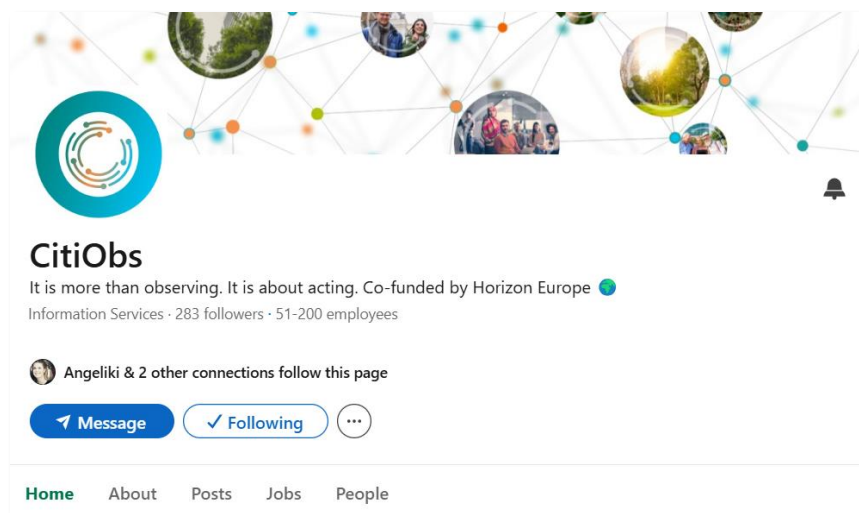 CitiObs
It is more than observing. It is about acting. Co-funded by Horizon Europe 🌍
Information Services · 283 followers · 51-200 employees
Angeliki & 2 other connections follow this page
Message
Following
Home About Posts Jobs People